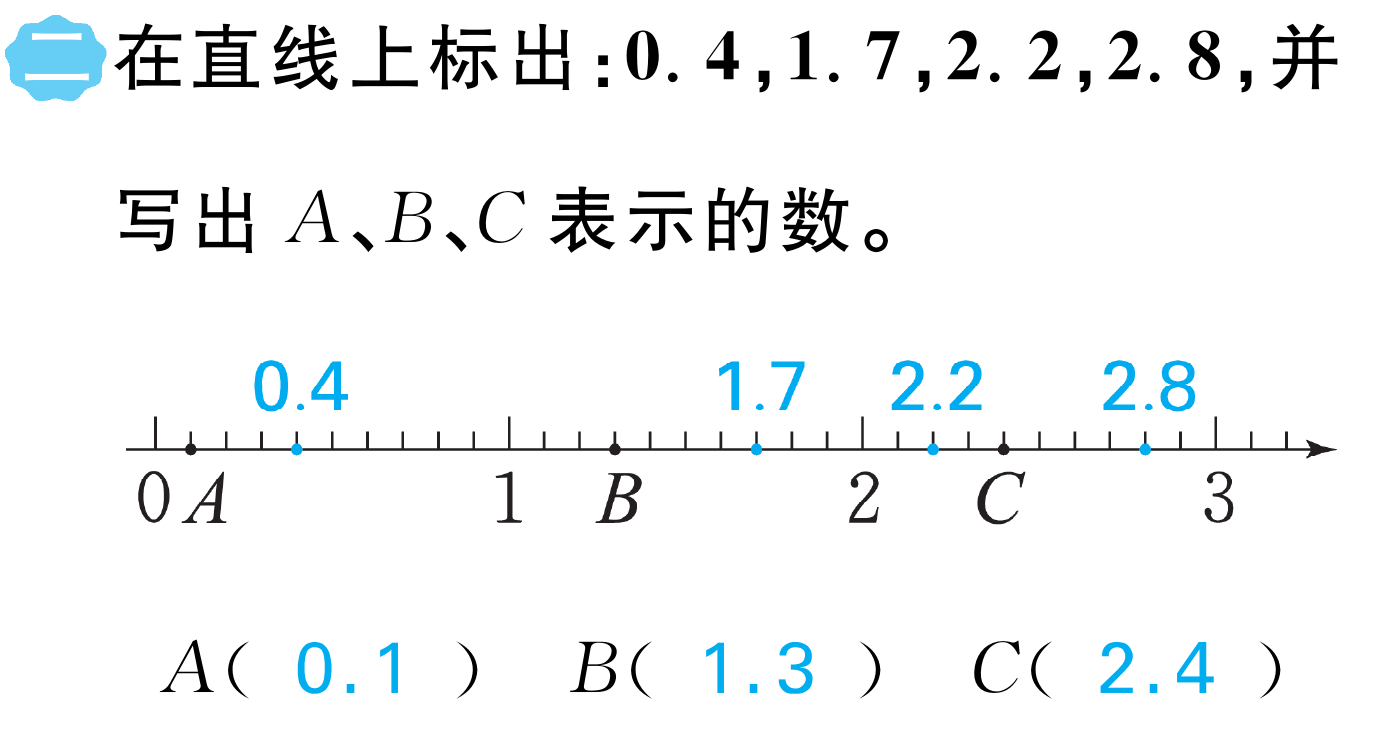 二 在直线上标出:0.4,1.7,2.2,2.8,并
写出 A、B、C 表示的数。
0.4 1.7 2.2 2.8
0 A 1 B 2 C 3
A( 0.1 ) B( 1.3 ) C( 2.4 )